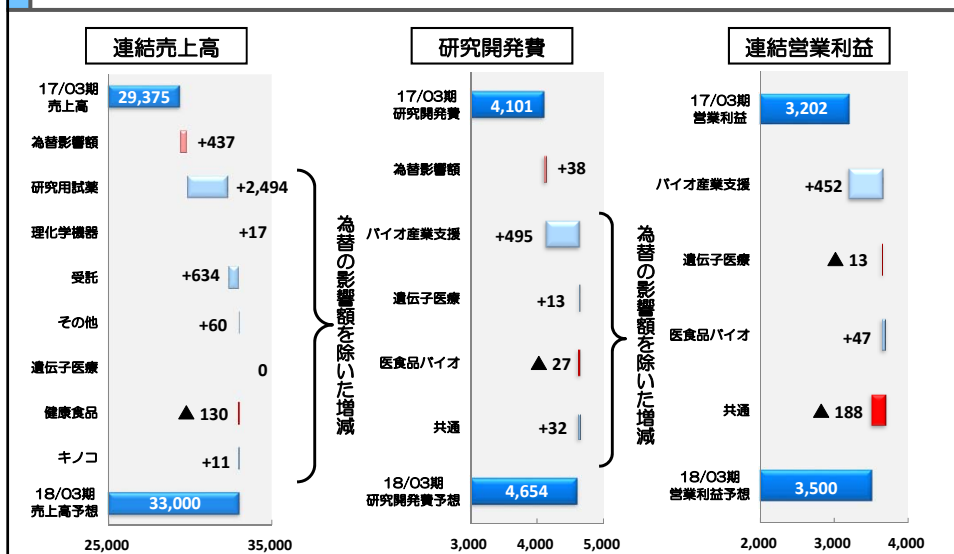 連結売上高
17/03期
売上高
29,375
為替影響額
+437
研究用試薬
+2,494
理化学機器
+17
受託
+634
その他
+60
遺伝子医療
0
健康食品
▲ 130
キノコ
+11
18/03期
売上高予想
33,000
25,000
35,000
為替の影響額を除いた増減
研究開発費
17/03期
研究開発費
4,101
為替影響額
+38
バイオ産業支援
+495
遺伝子医療
+13
医食品バイオ
▲ 27
共通
+32
18/03期
研究開発費予想
4,654
3,000
4,000
5,000
為替の影響額を除いた増減
連結営業利益
17/03期
営業利益
3,202
バイオ産業支援
+452
遺伝子医療
▲ 13
医食品バイオ
+47
共通
▲ 188
18/03期
営業利益予想
3,500
2,000
3,000
4,000